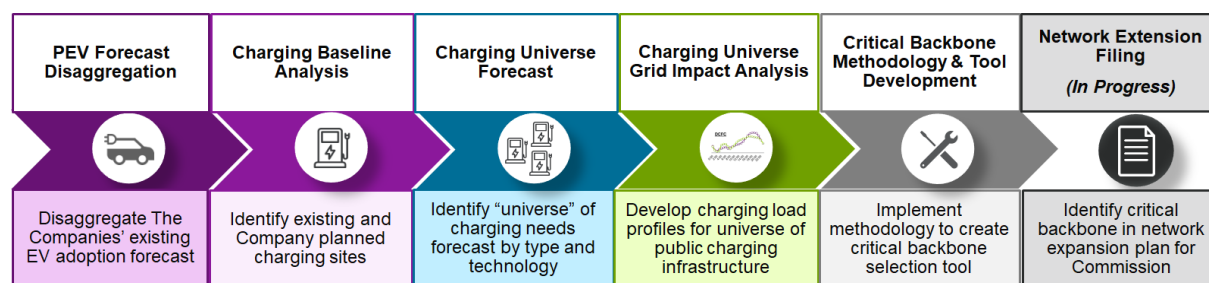 PEV Forecast
Disaggregation
Charging Baseline
Analysis
Charging Universe
Forecast
Charging Universe
Grid Impact Analysis
Critical Backbone
Methodology & Tool
Development
Network Extension
Filing
(In Progress)
DCFC
Disaggregate The
Companies’ existing
EV adoption forecast
Identify existing and
Company planned
charging sites
Identify “universe” of
charging needs
forecast by type and
technology
Develop charging load
profiles for universe of
public charging
infrastructure
Implement
methodology to create
critical backbone
selection tool
Identify critical
backbone in network
expansion plan for
Commission